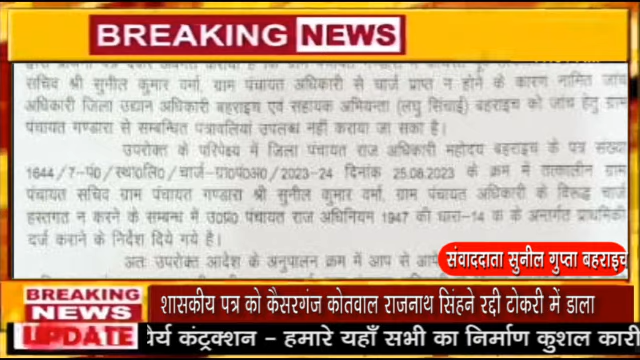 BREAKING NEWS
सचिव श्री सुनील कुमार वर्मा, ग्राम पंचायत अधिकारी से चार्ज प्राप्त न होने के कारण नामित जांच
अधिकारी जिला उद्यान अधिकारी बहराइच एवं सहायक अभियन्ता (लघु सिंचाई) बहराइच को जांच हेतु ग्राम
पंचायत गण्डारा से सम्बन्धित पत्रावलियां उपलब्ध नहीं कराया जा सका है।
उपरोक्त के परिपेक्ष्य में जिला पंचायत राज अधिकारी महोदय बहराइच के पत्र संख्या
1644/7-पं0/स्था0लि0/चार्ज-ग्रा0पं0अ0/2023-24 दिनांक 25.08.2023 के क्रम में तत्कालीन ग्राम
पंचायत सचिव ग्राम पंचायत गण्डारा श्री सुनील कुमार वर्मा, ग्राम पंचायत अधिकारी के विरूद्ध चार्ज
हस्तगत न करने के सम्बन्ध में उ0प्र0 पंचायत राज अधिनियम 1947 की धारा-14 क के अन्तर्गत प्राथमिकी
दर्ज कराने के निर्देश दिये गये है।
अतः उपरोक्त आदेश के अनुपालन क्रम में आप से
संवाददाता सुनील गुप्ता बहराइच
BREAKING NEWS UPDATE
शासकीय पत्र को कैसरगंज कोतवाल राजनाथ सिंहने रद्दी टोकरी में डाला
कंट्रक्शन - हमारे यहाँ सभी का निर्माण कुशल कारी